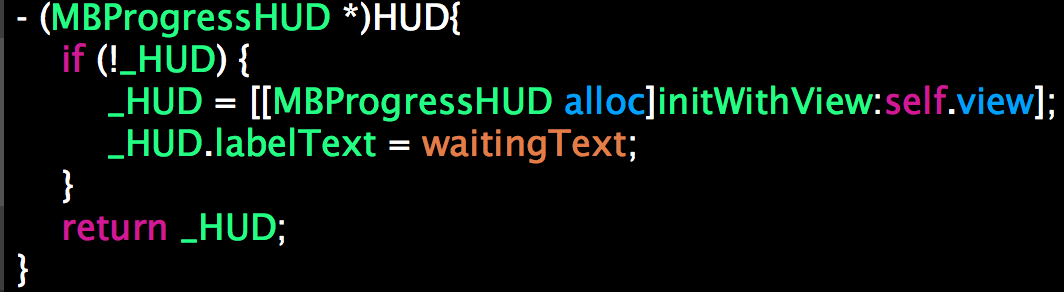 - (MBProgressHUD *)HUD{
if (!_HUD) {
_HUD = [[MBProgressHUD alloc]initWithView:self.view];
_HUD.labelText = waitingText;
}
return _HUD;
}